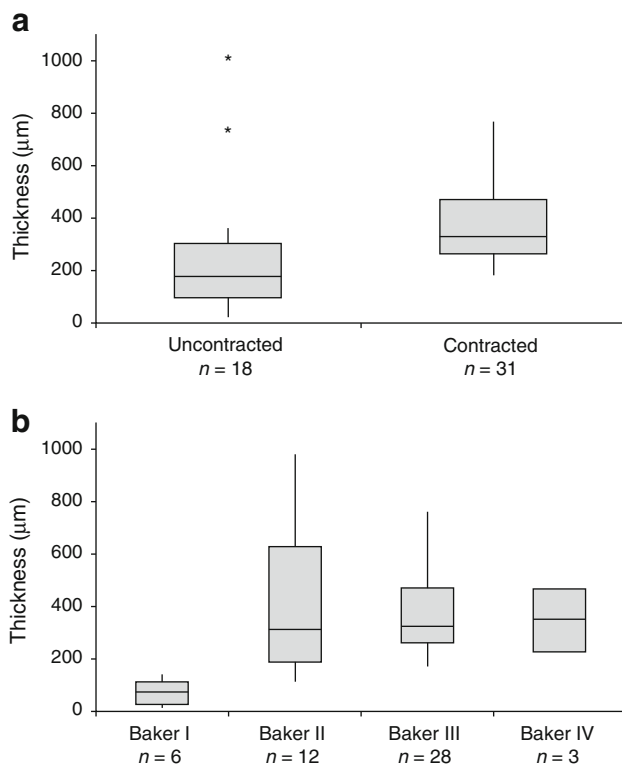 a
Thickness (µm)
1000
800
600
400
200
0
*
*
Uncontracted
Contracted
n = 18
n = 31
b
Thickness (µm)
1000
800
600
400
200
0
Baker I
Baker II
Baker III
Baker IV
n = 6
n = 12
n = 28
n = 3